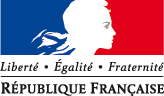 Liberté • Égalité • Fraternité
RÉPUBLIQUE FRANÇAISE